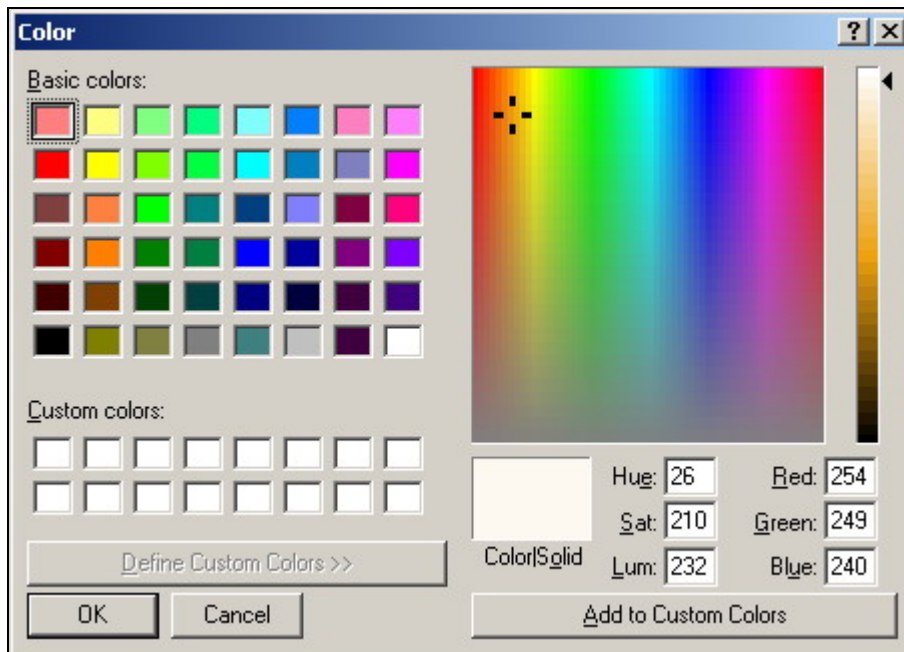 Color
Basic colors:
Custom colors:
Define Custom Colors >>
OK Cancel
Color|Solid
Hue: 26 Red: 254
Sat: 210 Green: 249
Lum: 232 Blue: 240
Add to Custom Colors